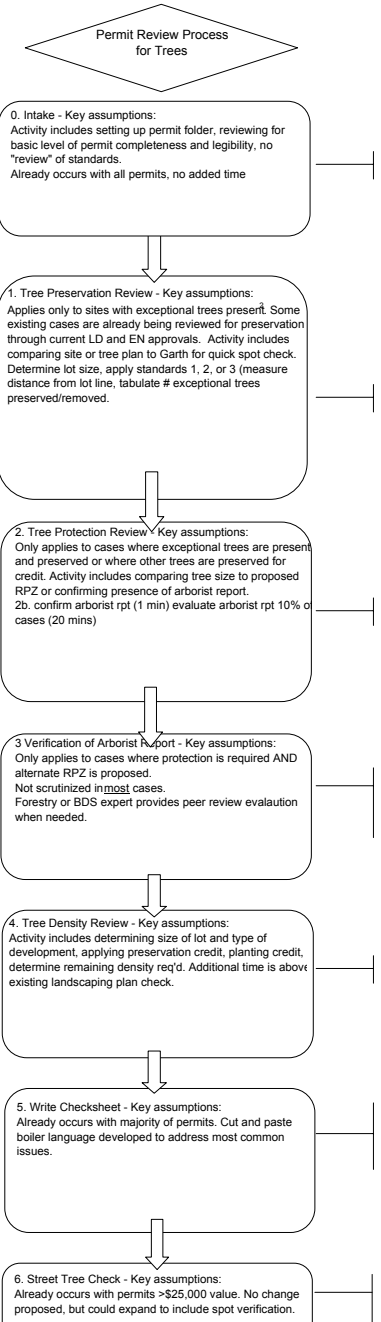 Permit Review Process
for Trees
0. Intake - Key assumptions:
Activity includes setting up permit folder, reviewing for
basic level of permit completeness and legibility, no
"review" of standards.
Already occurs with all permits, no added time
1. Tree Preservation Review - Key assumptions:
Applies only to sites with exceptional trees present. Some
existing cases are already being reviewed for preservation
through current LD and EN approvals.  Activity includes
comparing site or tree plan to Garth for quick spot check.
Determine lot size, apply standards 1, 2, or 3 (measure
distance from lot line, tabulate # exceptional trees
preserved/removed.
2. Tree Protection Review - Key assumptions:
Only applies to cases where exceptional trees are present
and preserved or where other trees are preserved for
credit. Activity includes comparing tree size to proposed
RPZ or confirming presence of arborist report.
2b. confirm arborist rpt (1 min) evaluate arborist rpt 10% of
cases (20 mins)
3 Verification of Arborist Report - Key assumptions:
Only applies to cases where protection is required AND
alternate RPZ is proposed.
Not scrutinized in most cases.
Forestry or BDS expert provides peer review evalaution
when needed.
4. Tree Density Review - Key assumptions:
Activity includes determining size of lot and type of
development, applying preservation credit, planting credit,
determine remaining density req'd. Additional time is above
existing landscaping plan check.
5. Write Checksheet - Key assumptions:
Already occurs with majority of permits. Cut and paste
boiler language developed to address most common
issues.
6. Street Tree Check - Key assumptions:
Already occurs with permits >$25,000 value. No change
proposed, but could expand to include spot verification.